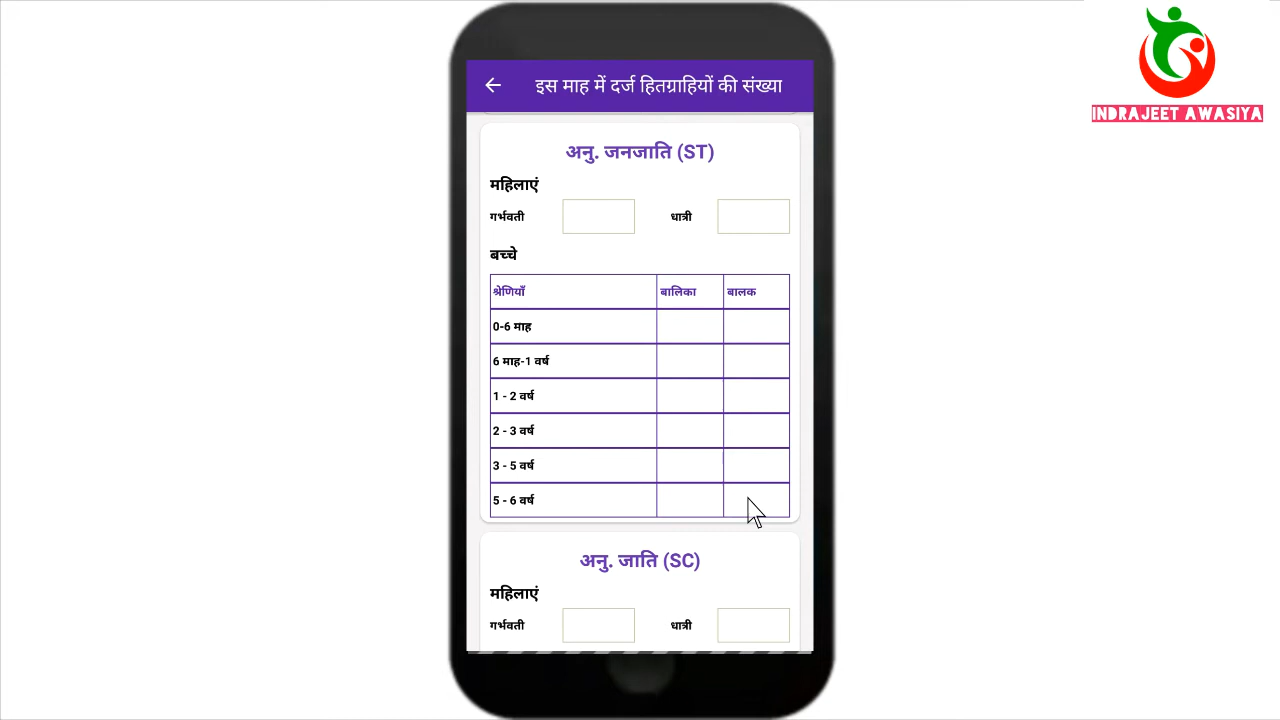 इस माह में दर्ज हितग्राहियों की संख्या
INDRAJEET AWASIYA
अनु. जनजाति (ST)
महिलाएं
गर्भवती धात्री
बच्चे
श्रेणियाँ बालिका बालक
0-6 माह
6 माह-1 वर्ष
1 - 2 वर्ष
2 - 3 वर्ष
3 - 5 वर्ष
5 - 6 वर्ष
अनु. जाति (SC)
महिलाएं
गर्भवती धात्री